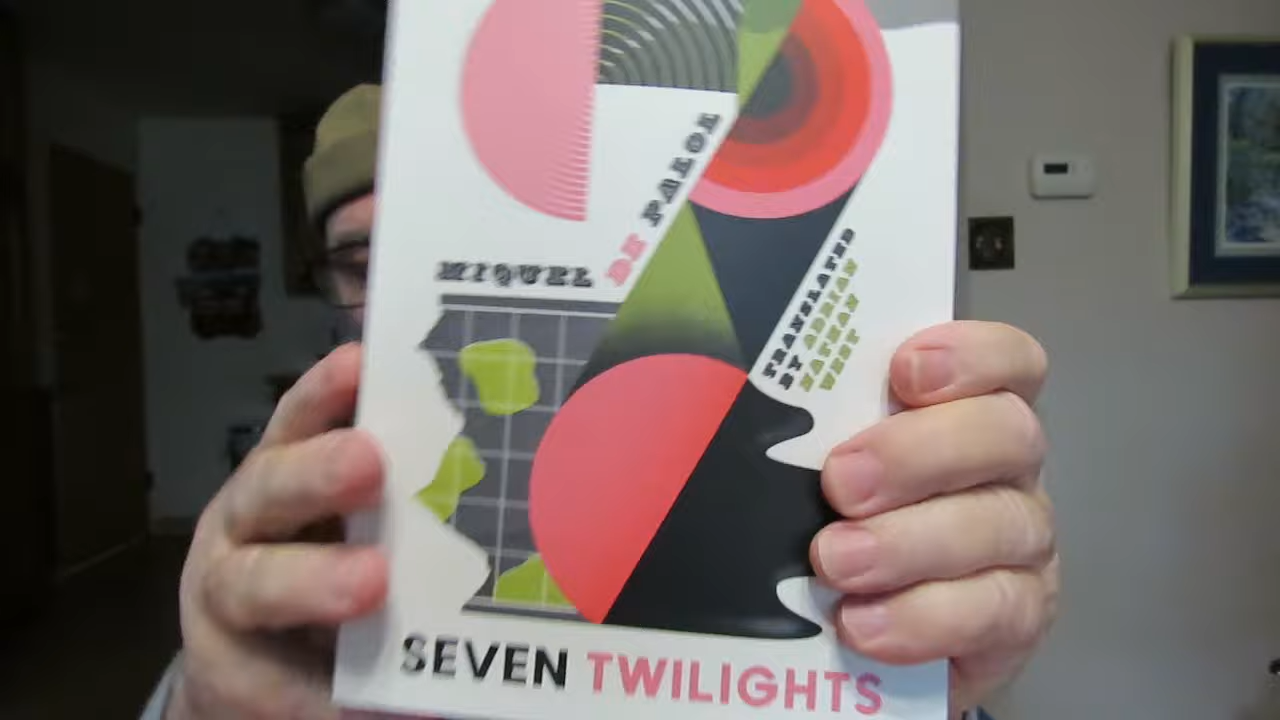 MIQUEL DE PALOL
TRANSLATED
BY ADRIAN
NATHAN
WEST
SEVEN TWILIGHTS